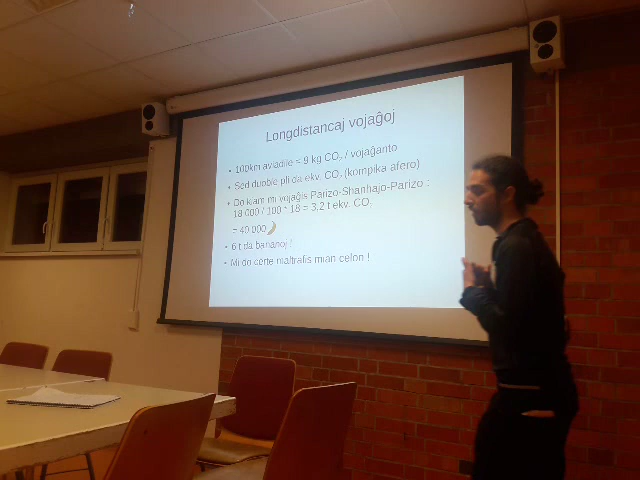 Longdistancaj vojaĝoj
• 100km aviadile = 9 kg CO₂ / vojaĝanto
• Sed duoble pli da ekv. CO₂ (komplika afero)
• Do kiam mi vojaĝis Parizo-Shanhajo-Parizo :
18 000 / 100 * 18 = 3,2 t ekv. CO₂
= 40 000
• 6 t da bananoj !
• Mi do certe maltrafis mian celon !